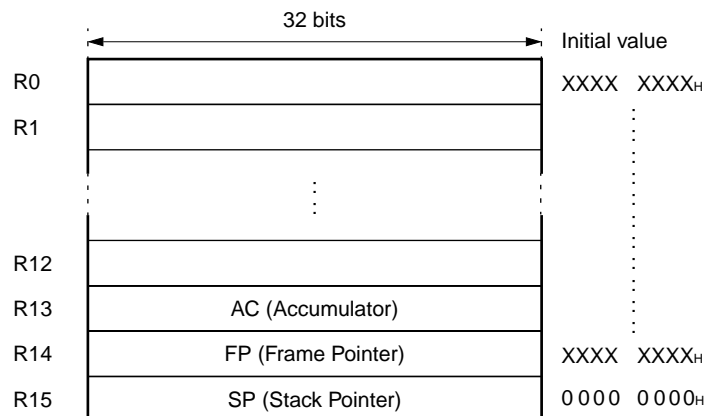 32 bits
Initial value
R0 XXXX XXXXH
R1
R12
R13 AC (Accumulator)
R14 FP (Frame Pointer) XXXX XXXXH
R15 SP (Stack Pointer) 0000 0000H